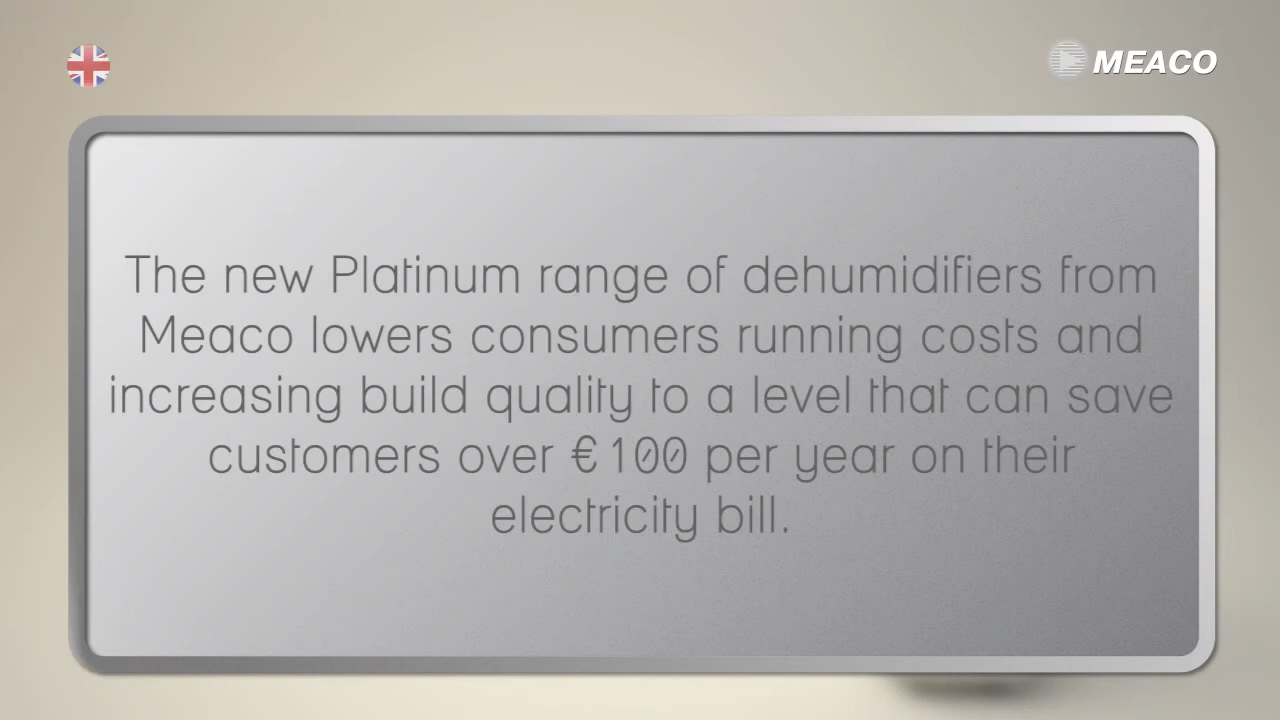 MEACO
The new Platinum range of dehumidifiers from
Meaco lowers consumers running costs and
increasing build quality to a level that can save
customers over €100 per year on their
electricity bill.